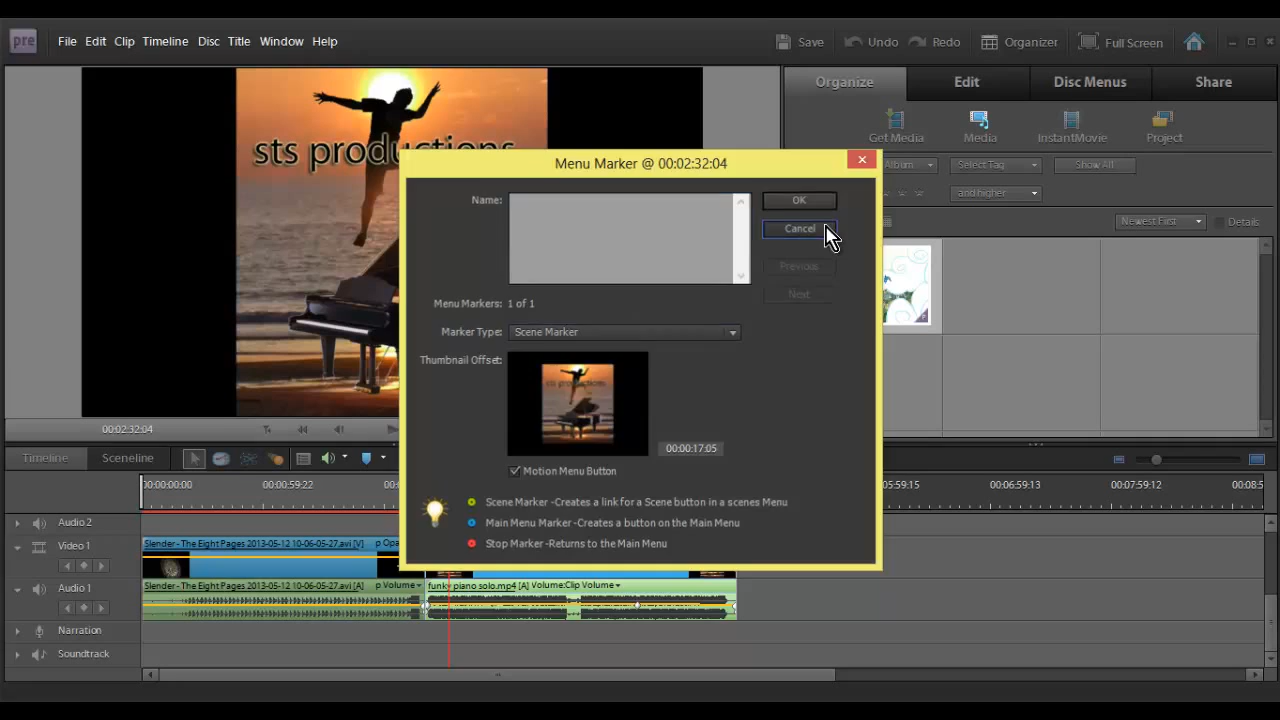 pre File Edit Clip Timeline Disc Title Window Help Save Undo Redo Organizer Full Screen
Organize Edit Disc Menus Share
sts productions
Get Media Media InstantMovie Project
Menu Marker @ 00:02:32:04
Album Select Tag Show All
and higher
Newest First Details
Name: OK
Cancel
Previous
Next
Menu Markers: 1 of 1
Marker Type: Scene Marker
Thumbnail Offset:
sts productions
00:00:17:05
Motion Menu Button
Scene Marker -Creates a link for a Scene button in a scenes Menu
Main Menu Marker -Creates a button on the Main Menu
Stop Marker -Returns to the Main Menu
00:02:32:04
Timeline Sceneline
00:00:00:00 00:00:59:22 :05:59:15 00:06:59:13 00:07:59:12 00:08:5
Audio 2
Video 1 Slender - The Eight Pages 2013-05-12 10-06-05-27.avi [V] p Opa
Audio 1 Slender - The Eight Pages 2013-05-12 10-06-05-27.avi [A] p Volume funky piano solo.mp4 [A] Volume:Clip Volume
Narration
Soundtrack